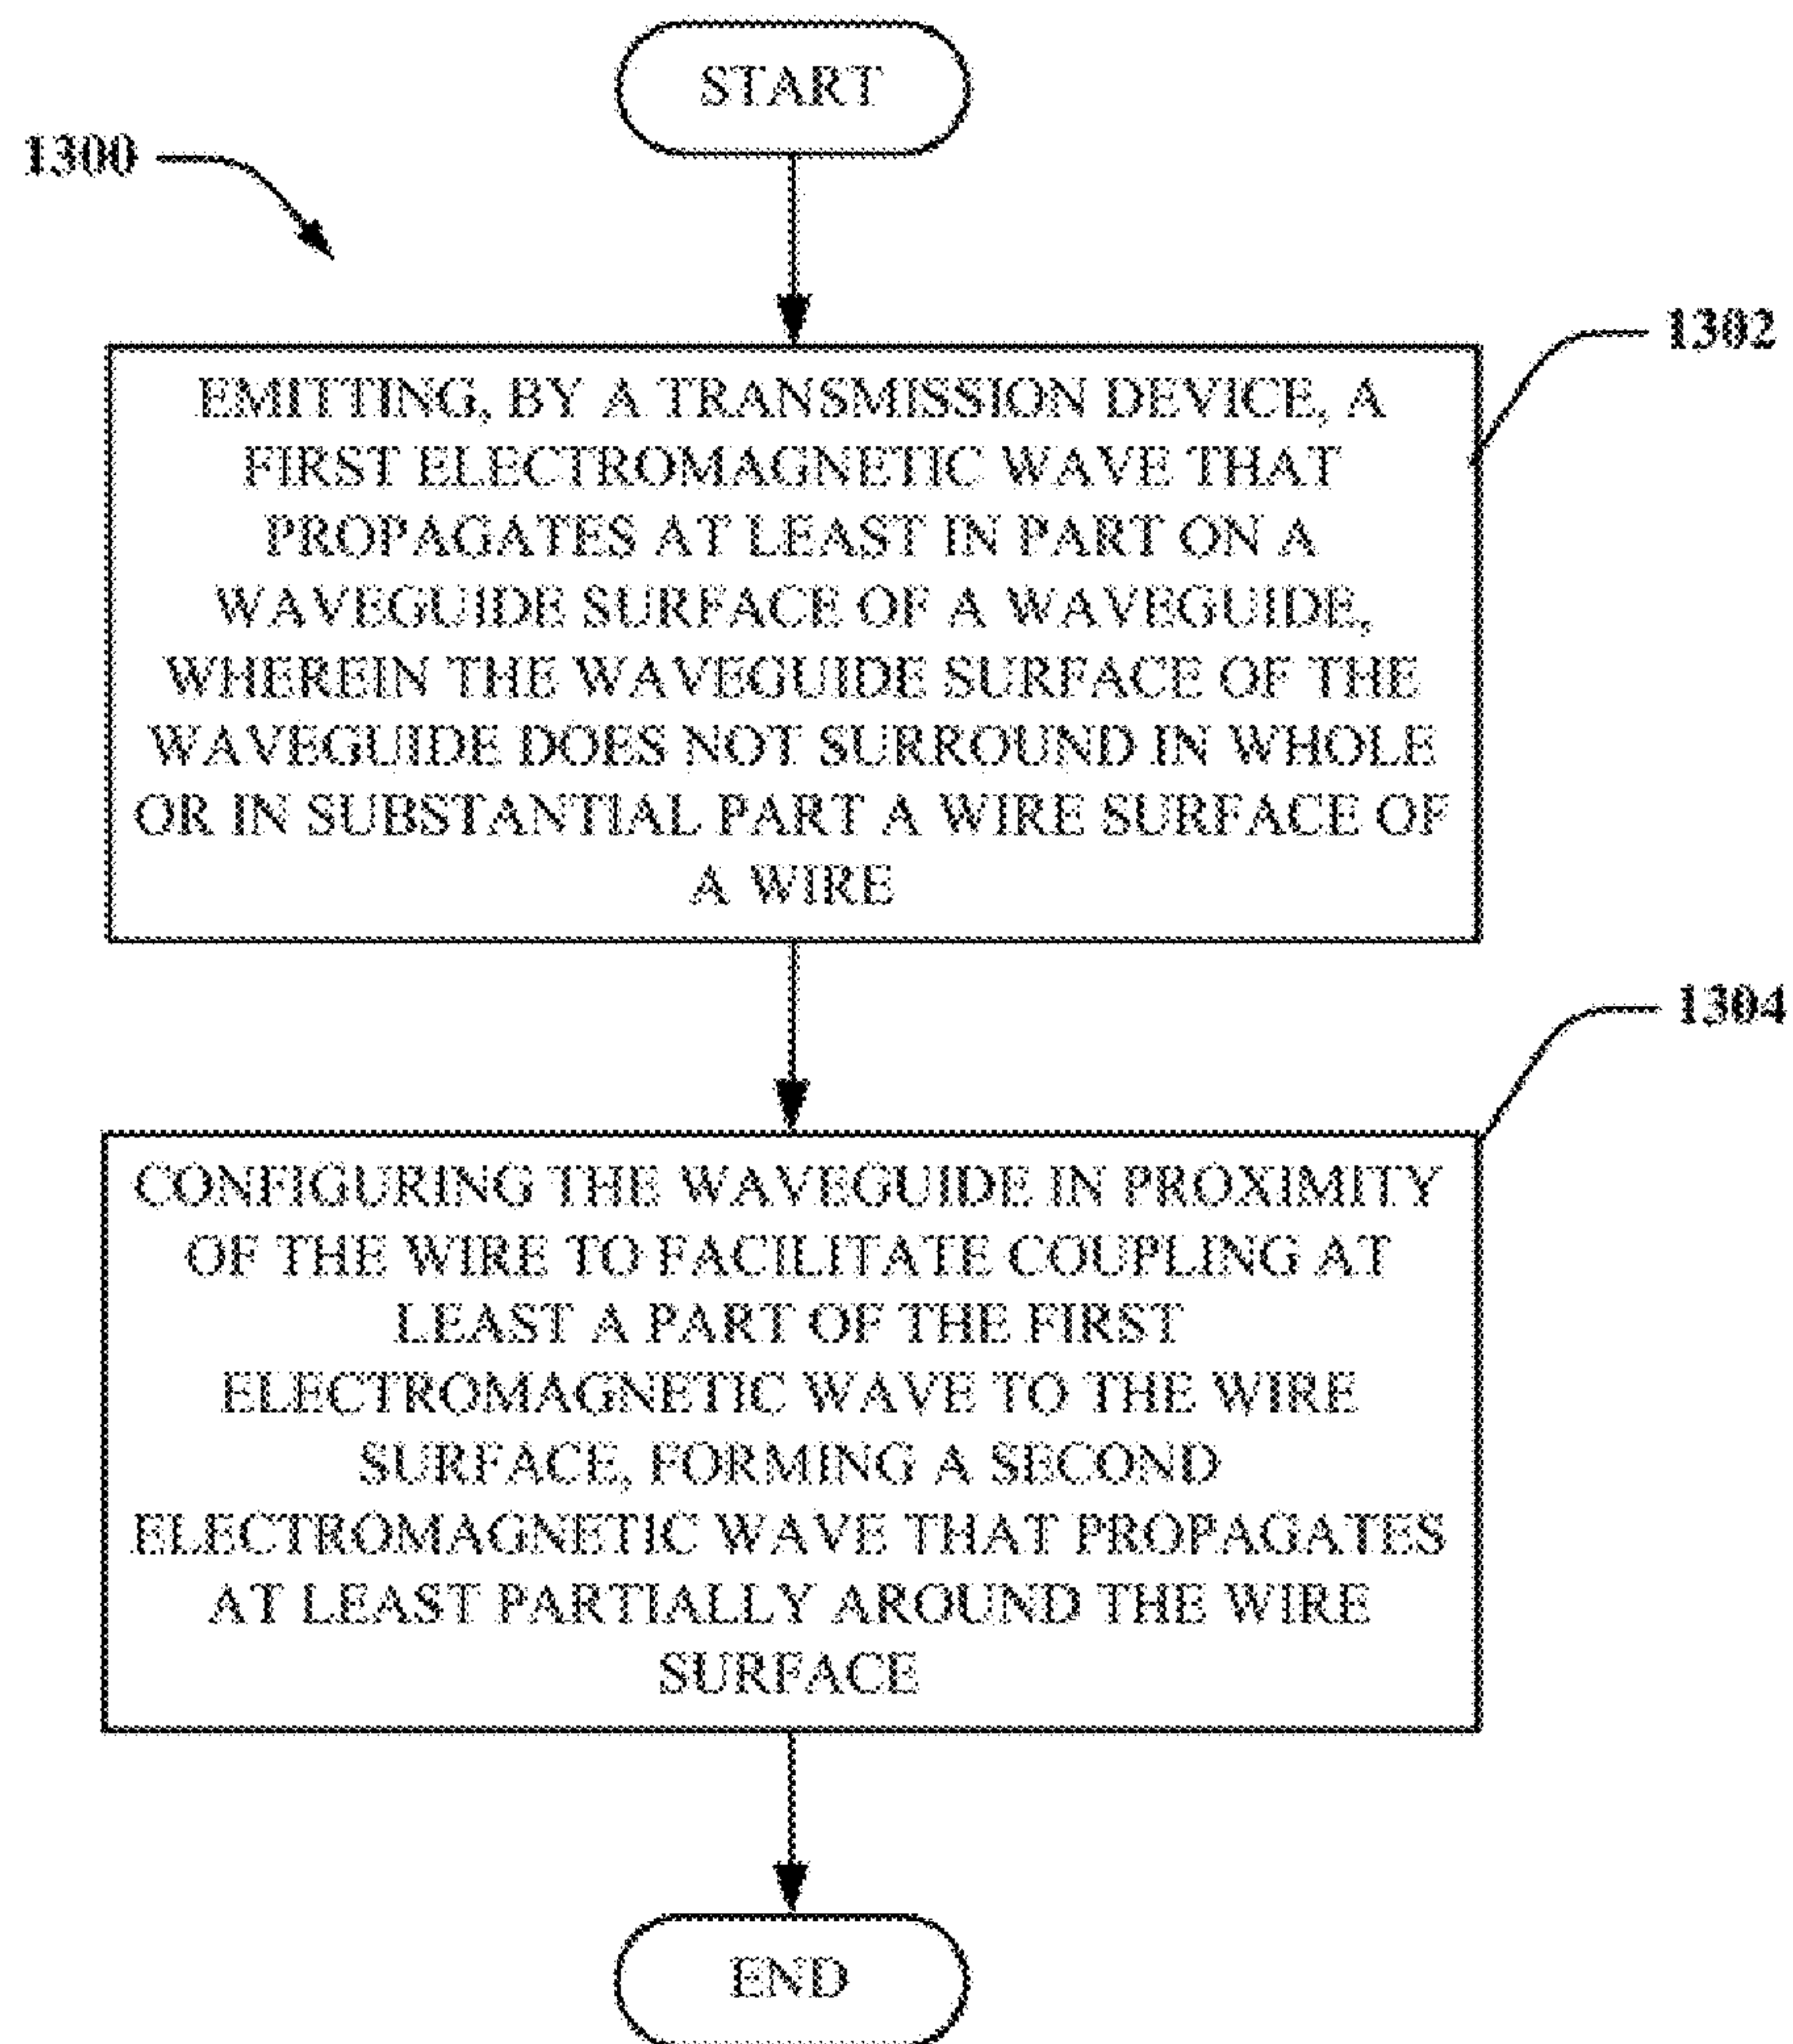 START
1300
1302
EMITTING, BY A TRANSMISSION DEVICE, A
FIRST ELECTROMAGNETIC WAVE THAT
PROPAGATES AT LEAST IN PART ON A
WAVEGUIDE SURFACE OF A WAVEGUIDE,
WHEREIN THE WAVEGUIDE SURFACE OF THE
WAVEGUIDE DOES NOT SURROUND IN WHOLE
OR IN SUBSTANTIAL PART A WIRE SURFACE OF
A WIRE
1304
CONFIGURING THE WAVEGUIDE IN PROXIMITY
OF THE WIRE TO FACILITATE COUPLING AT
LEAST A PART OF THE FIRST
ELECTROMAGNETIC WAVE TO THE WIRE
SURFACE, FORMING A SECOND
ELECTROMAGNETIC WAVE THAT PROPAGATES
AT LEAST PARTIALLY AROUND THE WIRE
SURFACE
END